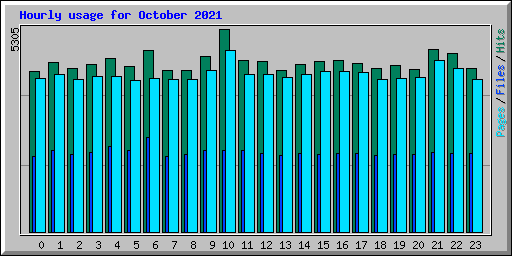 Hourly usage for October 2021
5305
0 1 2 3 4 5 6 7 8 9 10 11 12 13 14 15 16 17 18 19 20 21 22 23
Pages / Files / Hits